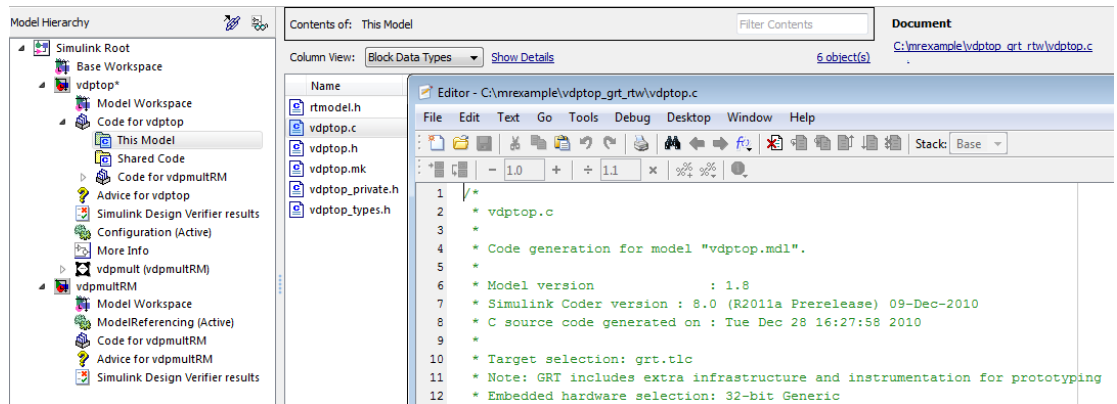 Model Hierarchy
Simulink Root
Base Workspace
vdptop*
Model Workspace
Code for vdptop
This Model
Shared Code
Code for vdpmultRM
Advice for vdptop
Simulink Design Verifier results
Configuration (Active)
More Info
vdpmult (vdpmultRM)
vdpmultRM
Model Workspace
ModelReferencing (Active)
Code for vdpmultRM
Advice for vdpmultRM
Simulink Design Verifier results
Contents of: This Model
Filter Contents
Column View: Block Data Types Show Details 6 object(s)
Name
rtmodel.h
vdptop.c
vdptop.h
vdptop.mk
vdptop_private.h
vdptop_types.h
Document
C:\mrexample\vdptop_grt_rtw\vdptop.c
Editor - C:\mrexample\vdptop_grt_rtw\vdptop.c
File Edit Text Go Tools Debug Desktop Window Help
Stack: Base
− 1.0 + ÷ 1.1 ×
1 /*
2 * vdptop.c
3 *
4 * Code generation for model "vdptop.mdl".
5 *
6 * Model version : 1.8
7 * Simulink Coder version : 8.0 (R2011a Prerelease) 09-Dec-2010
8 * C source code generated on : Tue Dec 28 16:27:58 2010
9 *
10 * Target selection: grt.tlc
11 * Note: GRT includes extra infrastructure and instrumentation for prototyping
12 * Embedded hardware selection: 32-bit Generic